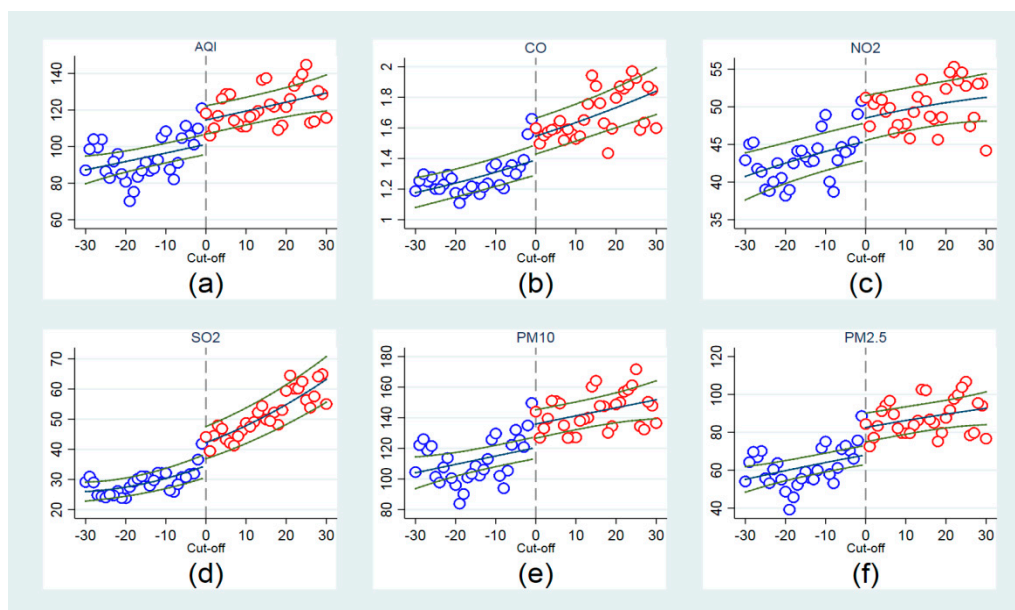 AQI
CO
NO2
140
120
100
80
60
-30 -20 -10 0 10 20 30
Cut-off
(a)
2
1.8
1.6
1.4
1.2
1
-30 -20 -10 0 10 20 30
Cut-off
(b)
55
50
45
40
35
-30 -20 -10 0 10 20 30
Cut-off
(c)
SO2
PM10
PM2.5
70
60
50
40
30
20
-30 -20 -10 0 10 20 30
Cut-off
(d)
180
160
140
120
100
80
-30 -20 -10 0 10 20 30
Cut-off
(e)
120
100
80
60
40
-30 -20 -10 0 10 20 30
Cut-off
(f)